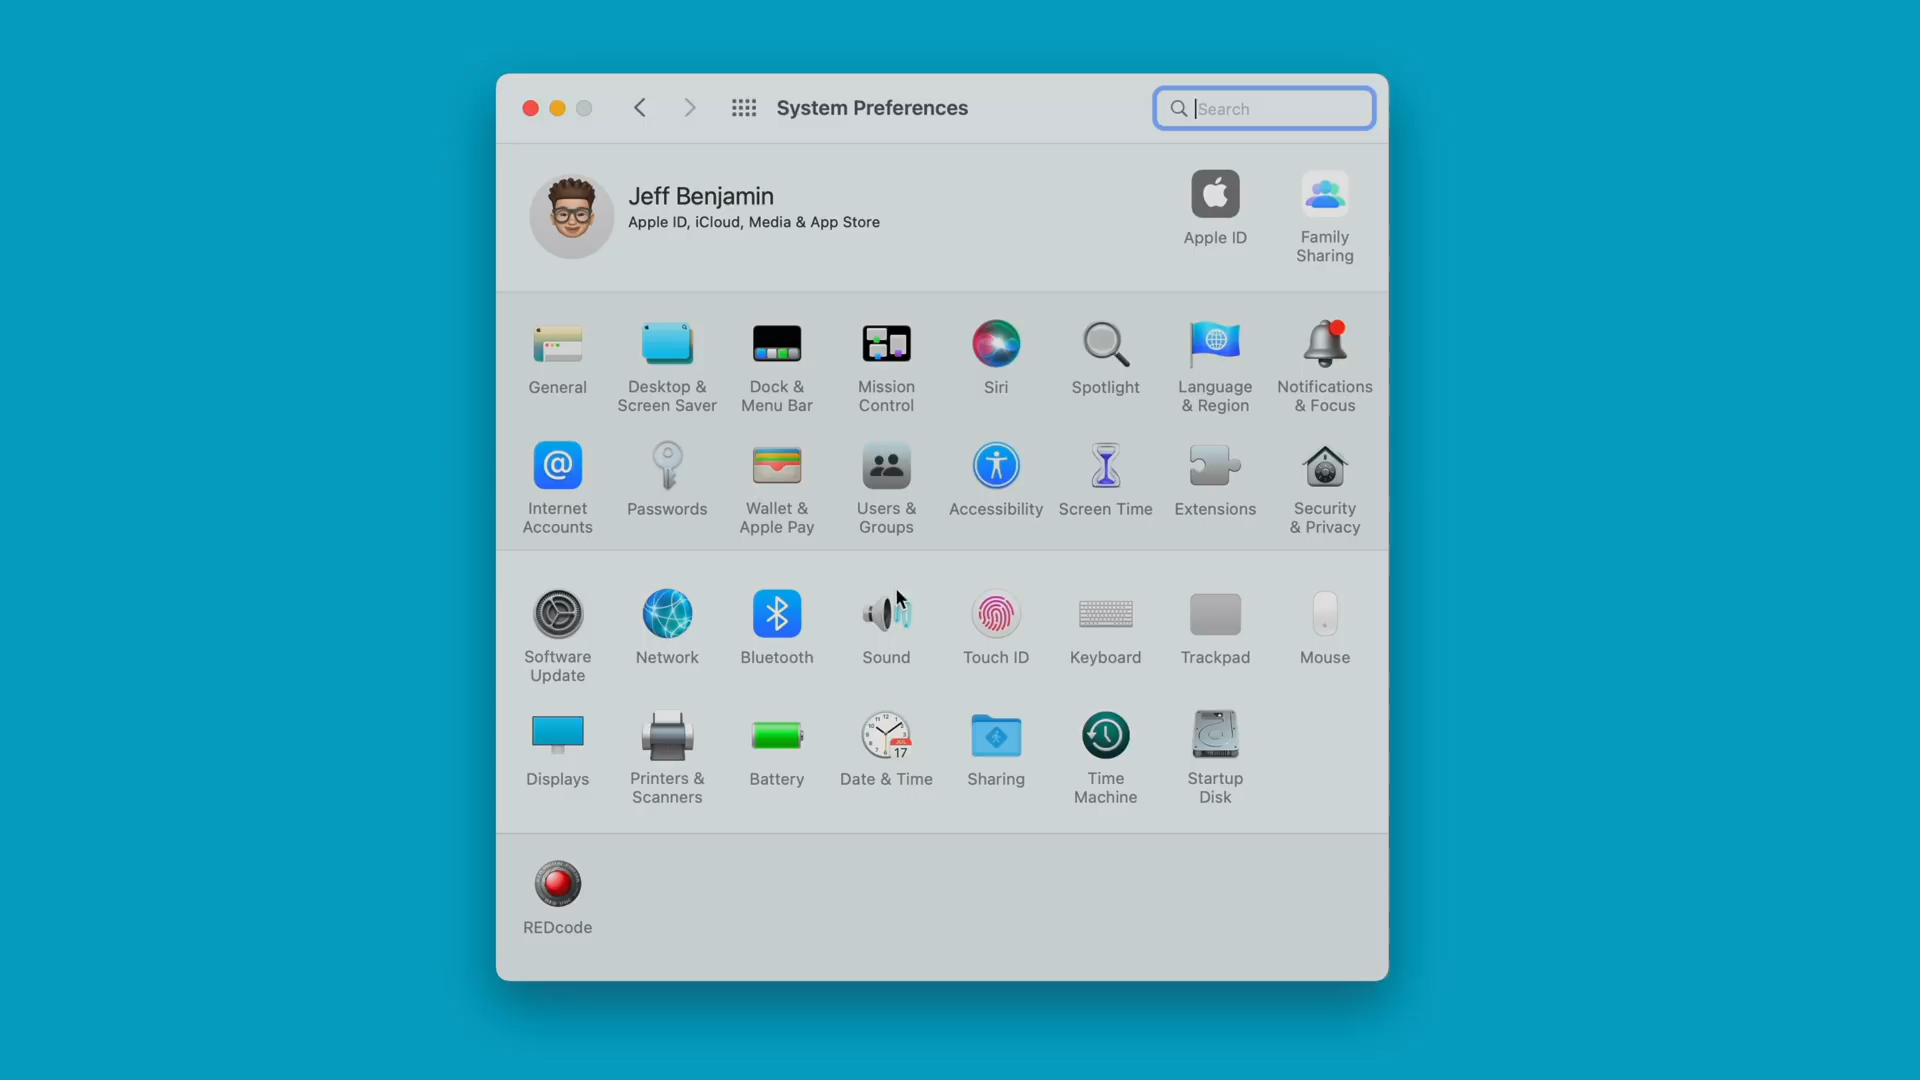 System Preferences
Search
Jeff Benjamin
Apple ID, iCloud, Media & App Store
Apple ID
Family
Sharing
General
Desktop &
Screen Saver
Dock &
Menu Bar
Mission
Control
Siri
Spotlight
Language
& Region
Notifications
& Focus
@
Internet
Accounts
Passwords
Wallet &
Apple Pay
Users &
Groups
Accessibility
Screen Time
Extensions
Security
& Privacy
Software
Update
Network
Bluetooth
Sound
Touch ID
Keyboard
Trackpad
Mouse
Displays
Printers &
Scanners
Battery
JUL
17
Date & Time
Sharing
Time
Machine
Startup
Disk
REDcode